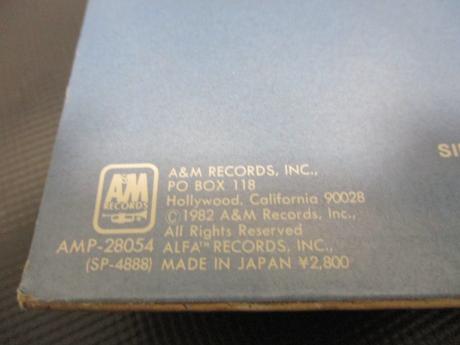 SI
A&M RECORDS, INC.,
PO BOX 118
Hollywood, California 90028
©1982 A&M Records, Inc.,
All Rights Reserved
ALFA™ RECORDS, INC.,
MADE IN JAPAN ¥2,800
A&M
RECORDS
AMP-28054
(SP-4888)